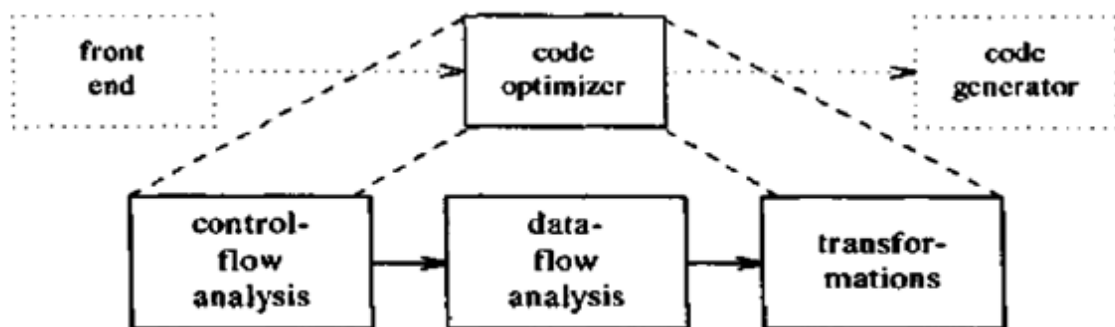 front
end
code
optimizer
code
generator
control-
flow
analysis
data-
flow
analysis
transfor-
mations